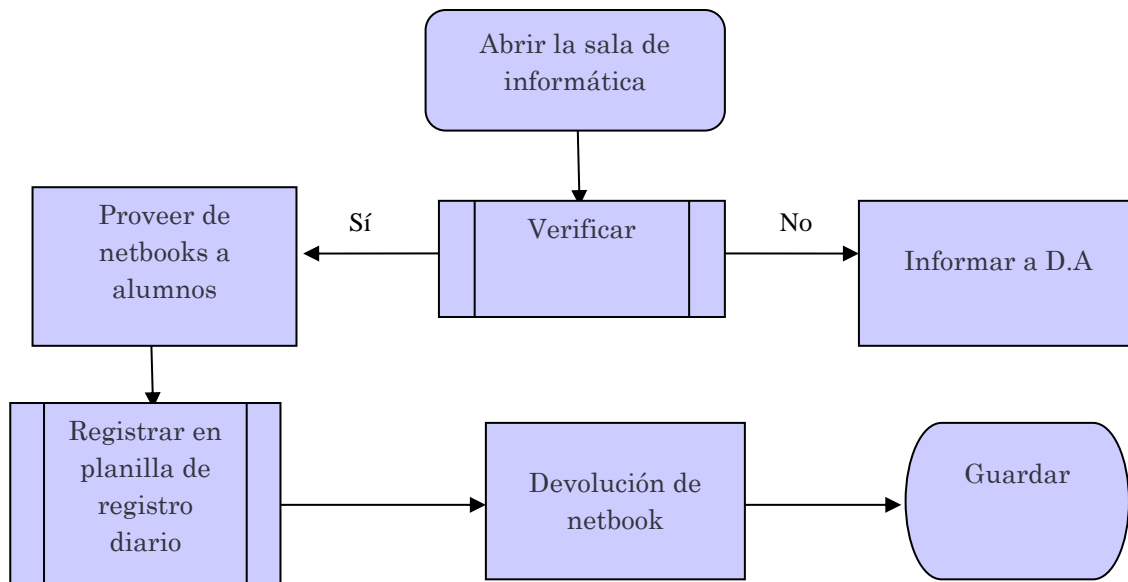 Abrir la sala de
informática
Proveer de
netbooks a
alumnos
Sí
Verificar
No
Informar a D.A
Registrar en
planilla de
registro
diario
Devolución de
netbook
Guardar